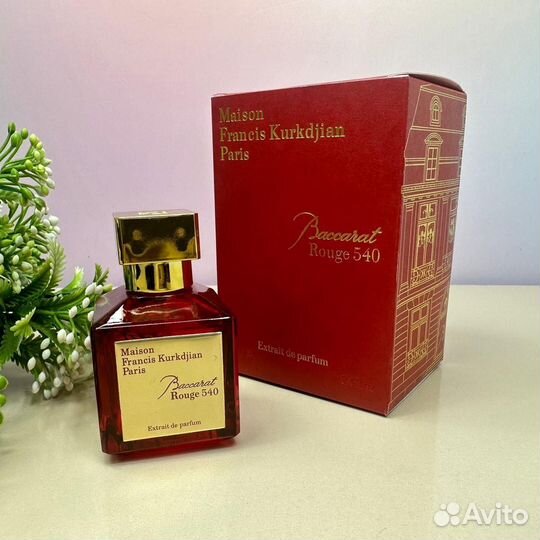 Maison
Francis Kurkdjian
Paris
Baccarat
Rouge 540
Extrait de parfum
Maison
Francis Kurkdjian
Paris
Baccarat
Rouge 540
Extrait de parfum
Avito